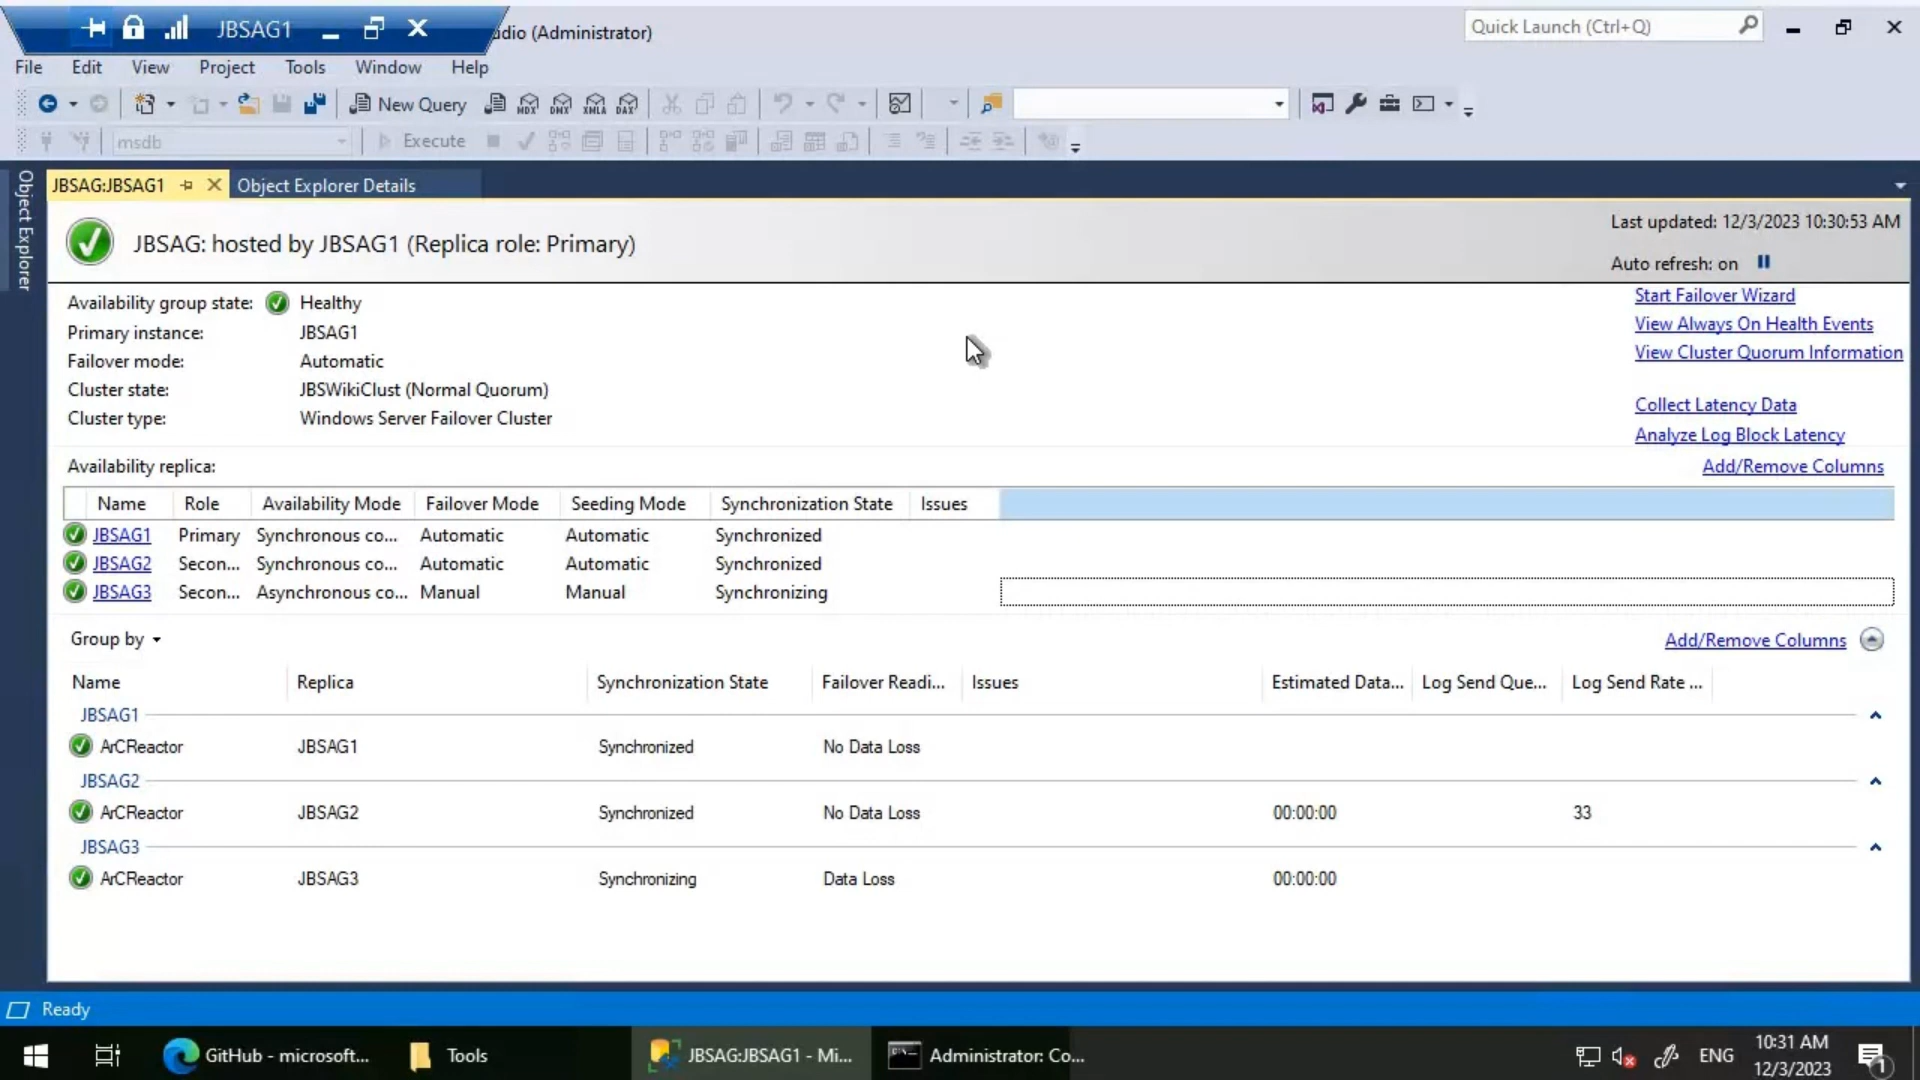 JBSAG1
dio (Administrator)
Quick Launch (Ctrl+Q)
File Edit View Project Tools Window Help
New Query MDX DMX XMLA DAX
msdb Execute
Object Explorer
JBSAG:JBSAG1 Object Explorer Details
JBSAG: hosted by JBSAG1 (Replica role: Primary)
Last updated: 12/3/2023 10:30:53 AM
Auto refresh: on
Availability group state: Healthy
Primary instance: JBSAG1
Failover mode: Automatic
Cluster state: JBSWikiClust (Normal Quorum)
Cluster type: Windows Server Failover Cluster
Start Failover Wizard
View Always On Health Events
View Cluster Quorum Information
Collect Latency Data
Analyze Log Block Latency
Availability replica: Add/Remove Columns
Name Role Availability Mode Failover Mode Seeding Mode Synchronization State Issues
JBSAG1 Primary Synchronous co... Automatic Automatic Synchronized
JBSAG2 Secon... Synchronous co... Automatic Automatic Synchronized
JBSAG3 Secon... Asynchronous co... Manual Manual Synchronizing
Group by Add/Remove Columns
Name Replica Synchronization State Failover Readi... Issues Estimated Data... Log Send Que... Log Send Rate ...
JBSAG1
ArCReactor JBSAG1 Synchronized No Data Loss
JBSAG2
ArCReactor JBSAG2 Synchronized No Data Loss 00:00:00 33
JBSAG3
ArCReactor JBSAG3 Synchronizing Data Loss 00:00:00
Ready
GitHub - microsoft... Tools JBSAG:JBSAG1 - Mi... Administrator: Co... ENG 10:31 AM
12/3/2023 1